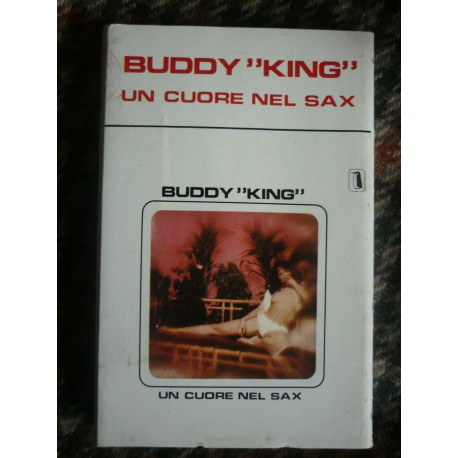 BUDDY "KING"
UN CUORE NEL SAX
BUDDY "KING"
UN CUORE NEL SAX